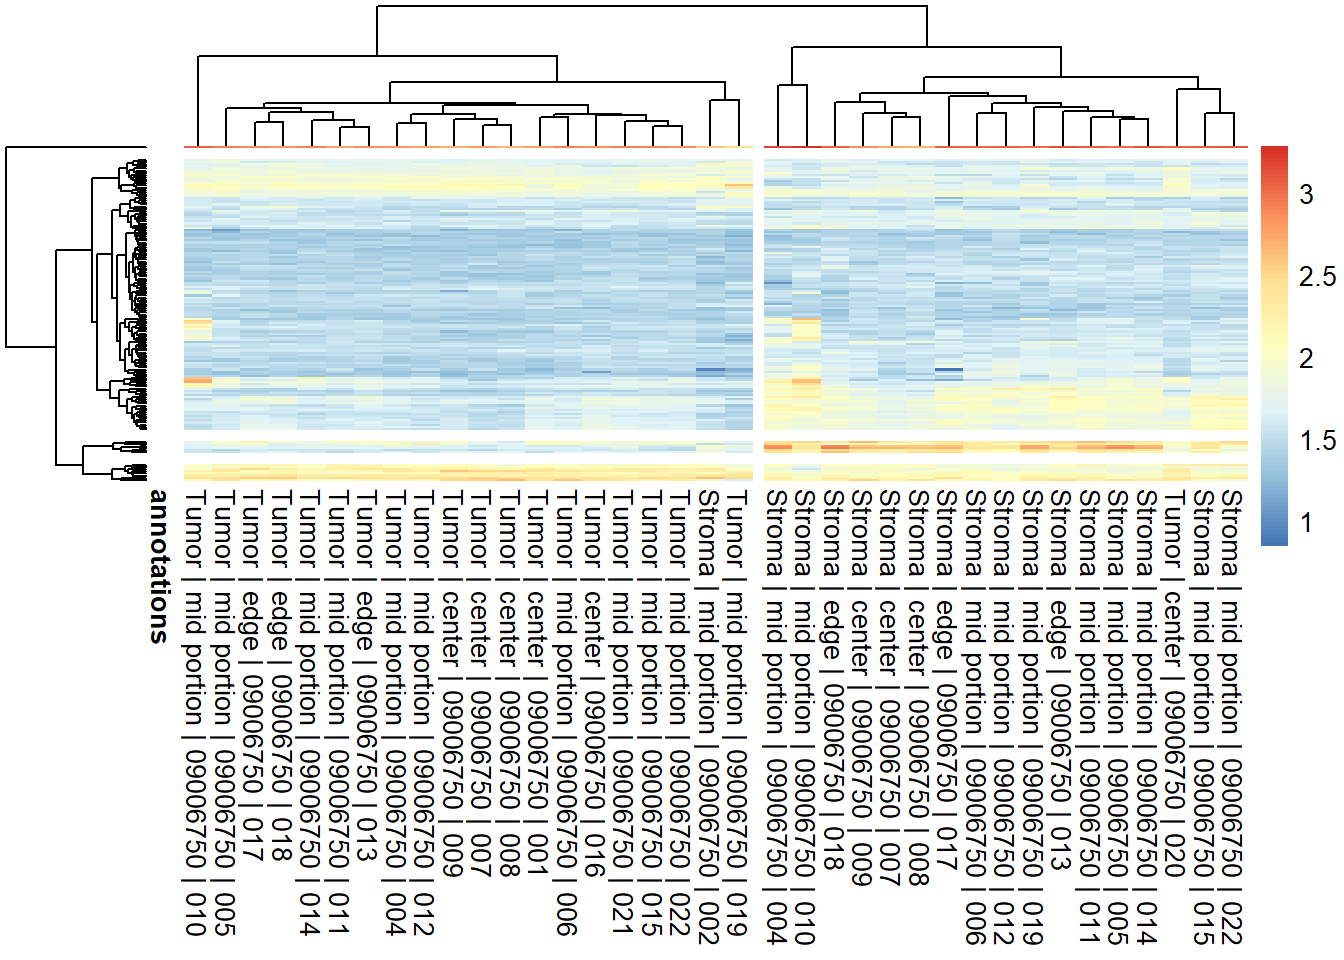 3
2.5
2
1.5
1
annotations
Tumor | mid portion | 09006750 | 010
Tumor | mid portion | 09006750 | 005
Tumor | edge | 09006750 | 017
Tumor | edge | 09006750 | 018
Tumor | mid portion | 09006750 | 014
Tumor | mid portion | 09006750 | 011
Tumor | edge | 09006750 | 013
Tumor | mid portion | 09006750 | 004
Tumor | mid portion | 09006750 | 012
Tumor | center | 09006750 | 009
Tumor | center | 09006750 | 007
Tumor | center | 09006750 | 008
Tumor | center | 09006750 | 001
Tumor | mid portion | 09006750 | 006
Tumor | center | 09006750 | 016
Tumor | mid portion | 09006750 | 021
Tumor | mid portion | 09006750 | 015
Tumor | mid portion | 09006750 | 022
Stroma | mid portion | 09006750 | 002
Tumor | mid portion | 09006750 | 019
Stroma | mid portion | 09006750 | 004
Stroma | mid portion | 09006750 | 010
Stroma | edge | 09006750 | 018
Stroma | center | 09006750 | 009
Stroma | center | 09006750 | 007
Stroma | center | 09006750 | 008
Stroma | edge | 09006750 | 017
Stroma | mid portion | 09006750 | 006
Stroma | mid portion | 09006750 | 012
Stroma | mid portion | 09006750 | 019
Stroma | edge | 09006750 | 013
Stroma | mid portion | 09006750 | 011
Stroma | mid portion | 09006750 | 005
Stroma | mid portion | 09006750 | 014
Tumor | center | 09006750 | 020
Stroma | mid portion | 09006750 | 015
Stroma | mid portion | 09006750 | 022